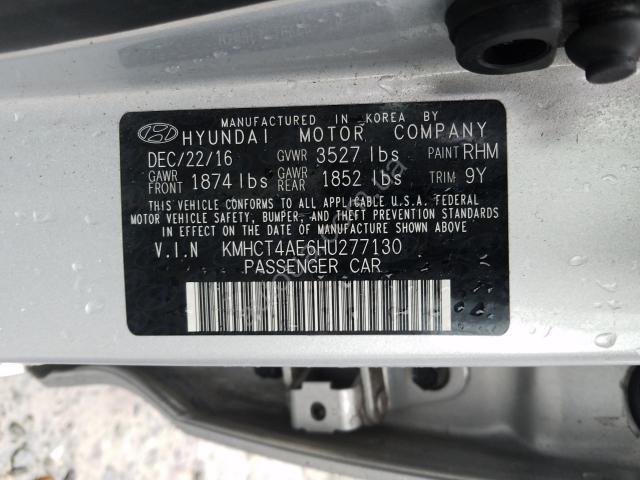 MANUFACTURED IN KOREA BY
HYUNDAI MOTOR COMPANY
DEC/22/16 GVWR 3527 lbs PAINT RHM
GAWR FRONT 1874 lbs GAWR REAR 1852 lbs TRIM 9Y
THIS VEHICLE CONFORMS TO ALL APPLICABLE U.S.A. FEDERAL
MOTOR VEHICLE SAFETY, BUMPER, AND THEFT PREVENTION STANDARDS
IN EFFECT ON THE DATE OF MANUFACTURE SHOWN ABOVE.
V.I.N KMHCT4AE6HU277130
PASSENGER CAR